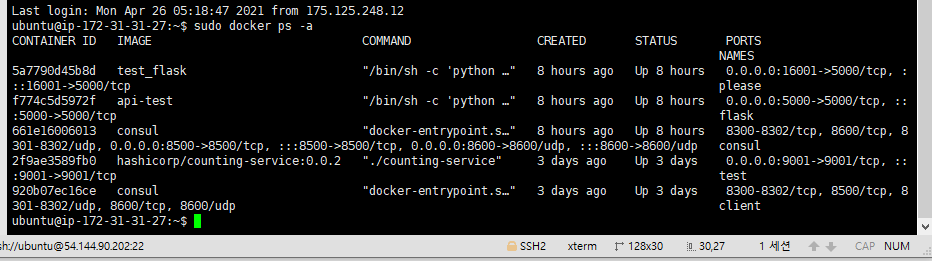 Last login: Mon Apr 26 05:18:47 2021 from 175.125.248.12
ubuntu@ip-172-31-31-27:~$ sudo docker ps -a
CONTAINER ID   IMAGE                            COMMAND                  CREATED       STATUS       PORTS
NAMES
5a7790d45b8d   test_flask                       "/bin/sh -c 'python …"   8 hours ago   Up 8 hours   0.0.0.0:16001->5000/tcp, :
::16001->5000/tcp                                                                                   please
f774c5d5972f   api-test                         "/bin/sh -c 'python …"   8 hours ago   Up 8 hours   0.0.0.0:5000->5000/tcp, ::
:5000->5000/tcp                                                                                     flask
661e16006013   consul                           "docker-entrypoint.s…"   8 hours ago   Up 8 hours   8300-8302/tcp, 8600/tcp, 8
301-8302/udp, 0.0.0.0:8500->8500/tcp, :::8500->8500/tcp, 0.0.0.0:8600->8600/udp, :::8600->8600/udp   consul
2f9ae3589fb0   hashicorp/counting-service:0.0.2   "./counting-service"   3 days ago    Up 3 days    0.0.0.0:9001->9001/tcp, ::
:9001->9001/tcp                                                                                     test
920b07ec16ce   consul                           "docker-entrypoint.s…"   3 days ago    Up 3 days    8300-8302/tcp, 8500/tcp, 8
301-8302/udp, 8600/tcp, 8600/udp                                                                    client
ubuntu@ip-172-31-31-27:~$
sh://ubuntu@54.144.90.202:22 SSH2 xterm 128x30 30,27 1 세션 CAP NUM